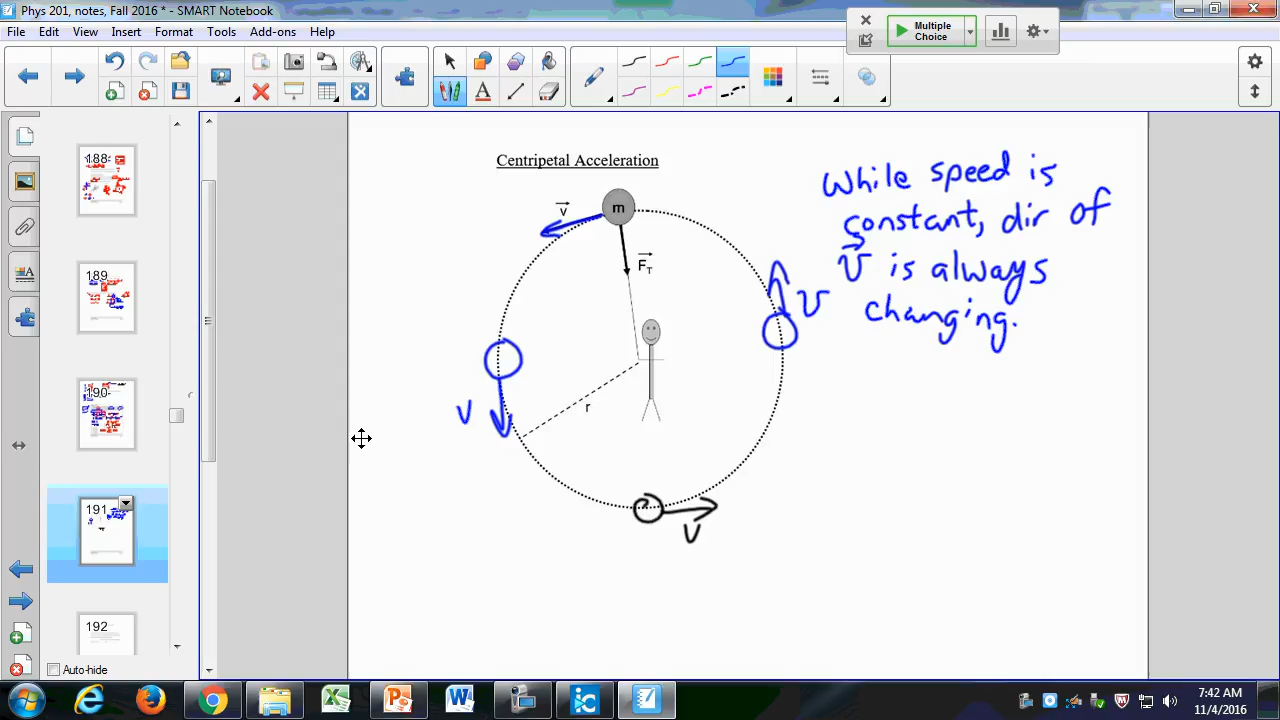 Phys 201, notes, Fall 2016 * - SMART Notebook
File Edit View Insert Format Tools Add-ons Help
Multiple
Choice
188
189
190
191
192
Auto-hide
Centripetal Acceleration
v
m
F_T
r
V
V
V
While speed is
constant, dir of
v is always
changing.
7:42 AM
11/4/2016